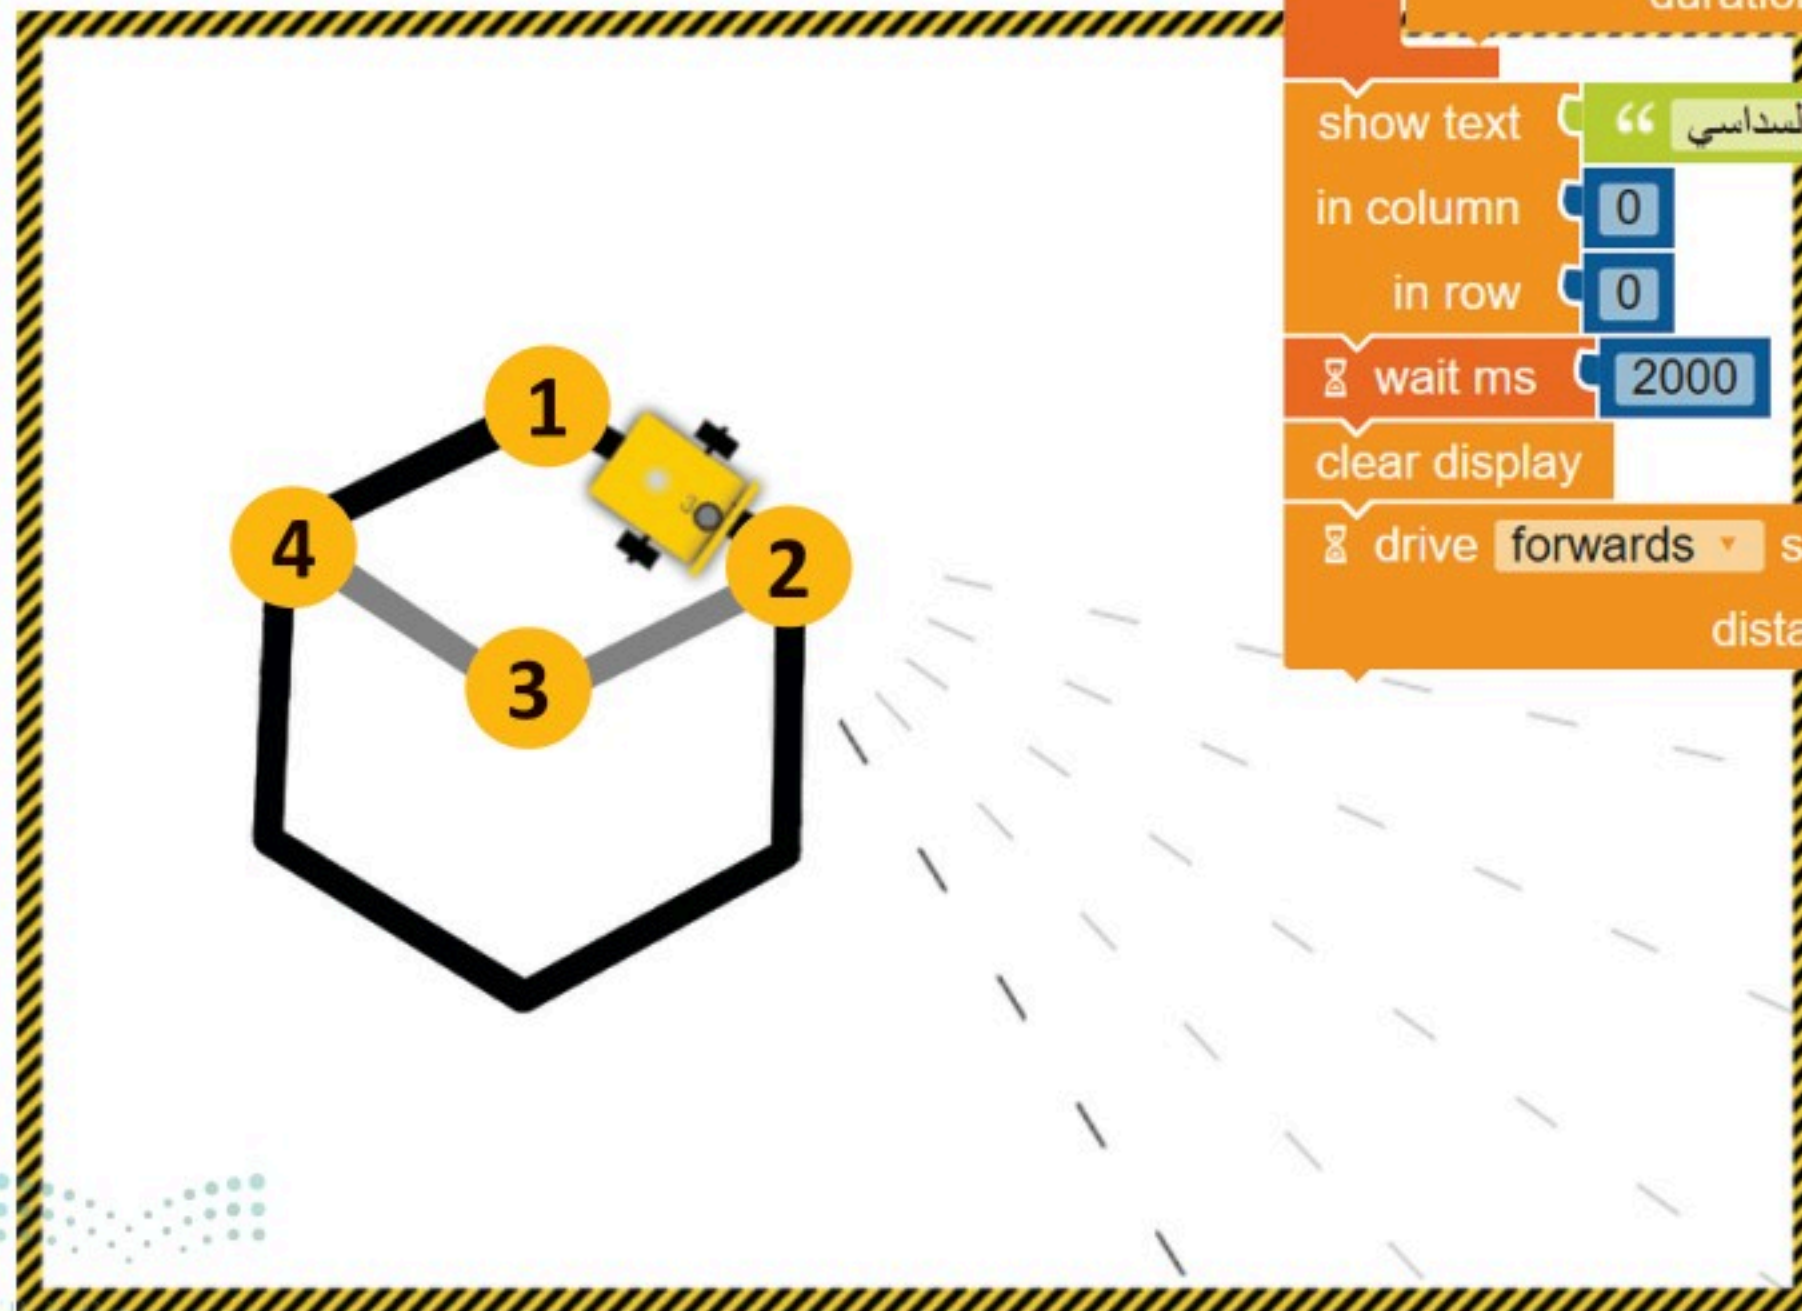 show text “
in column 0
in row 0
wait ms 2000
clear display
drive forwards
1
2
3
4